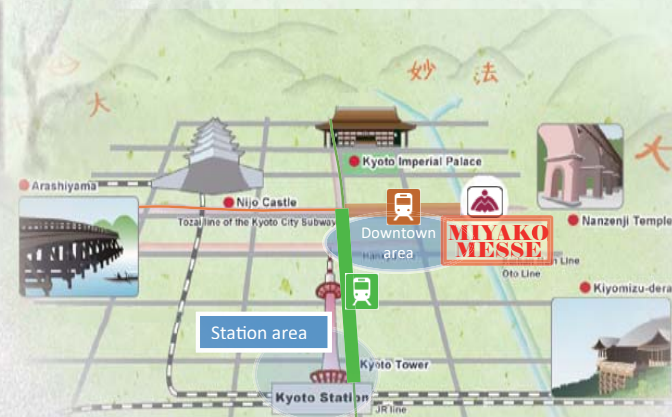 妙 法
大
大
Kyoto Imperial Palace
Arashiyama
Nijo Castle
Tozai line of the Kyoto City Subway
Downtown
area
MIYAKO
MESSE
Nanzenji Temple
Line
Oto Line
Kiyomizu-dera
Station area
Kyoto Tower
Kyoto Station
JR line